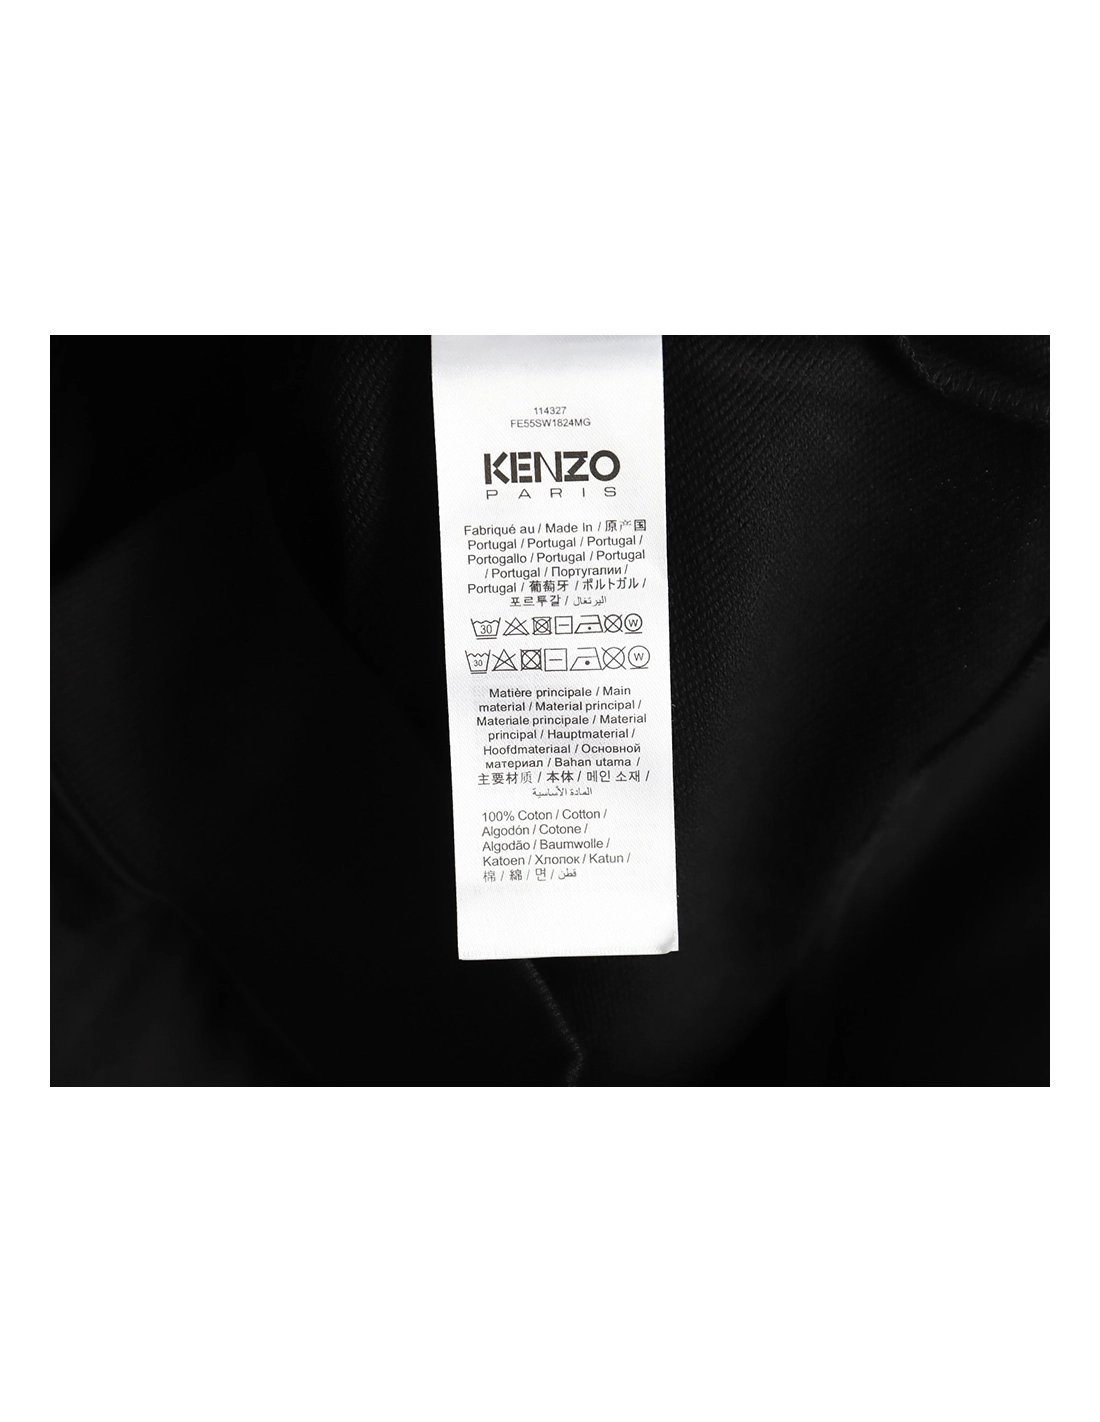 114327
FE55SW1824MG
KENZO
PARIS
Fabriqué au / Made In / 原产国
Portugal / Portugal / Portugal /
Portogallo / Portugal / Portugal
/ Portugal / Португалии /
Portugal / 葡萄牙 / ポルトガル /
포르투갈 / البرتغال
30 W
30 W
Matière principale / Main
material / Material principal /
Materiale principale / Material
principal / Hauptmaterial /
Hoofdmateriaal / Основной
материал / Bahan utama /
主要材质 / 本体 / 메인 소재 /
المادة الأساسية
100% Coton / Cotton /
Algodón / Cotone /
Algodão / Baumwolle /
Katoen / Хлопок / Katun /
棉 / 綿 / 면 / قطن